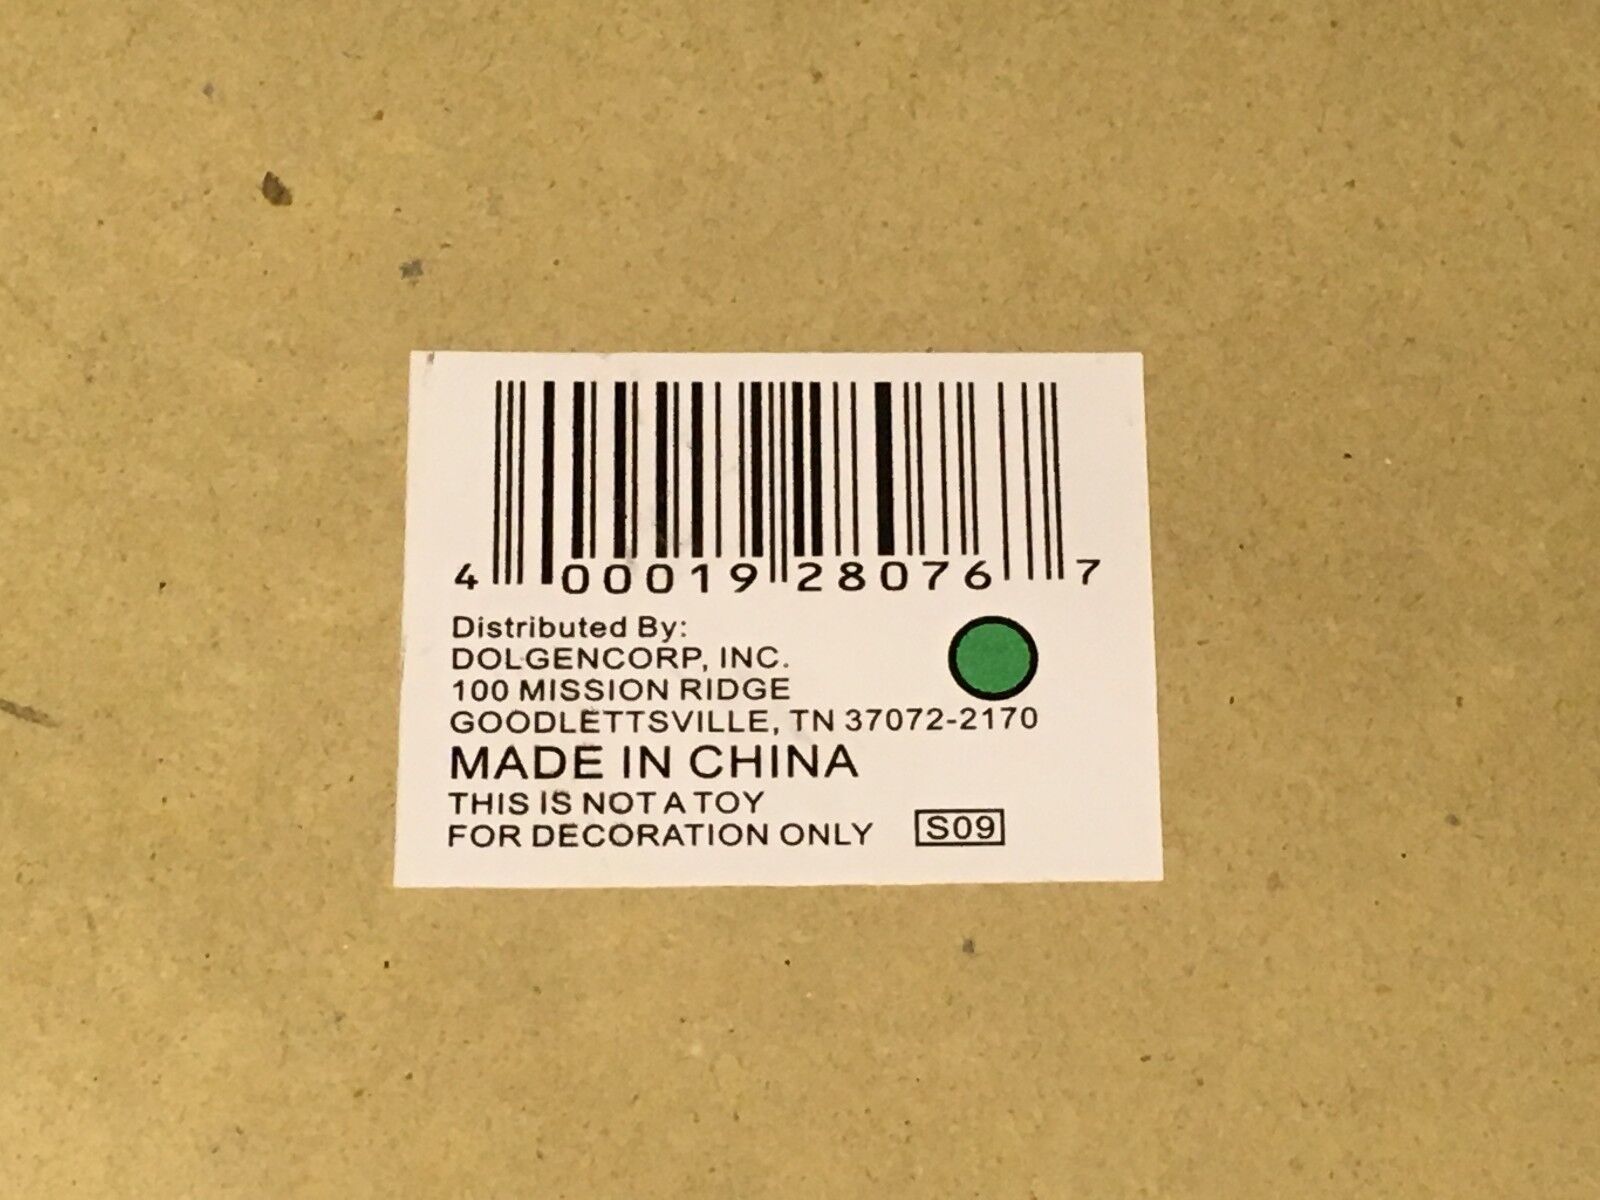 4 00019 28076 7
Distributed By:
DOLGENCORP, INC.
100 MISSION RIDGE
GOODLETTSVILLE, TN 37072-2170
MADE IN CHINA
THIS IS NOT A TOY
FOR DECORATION ONLY
S09